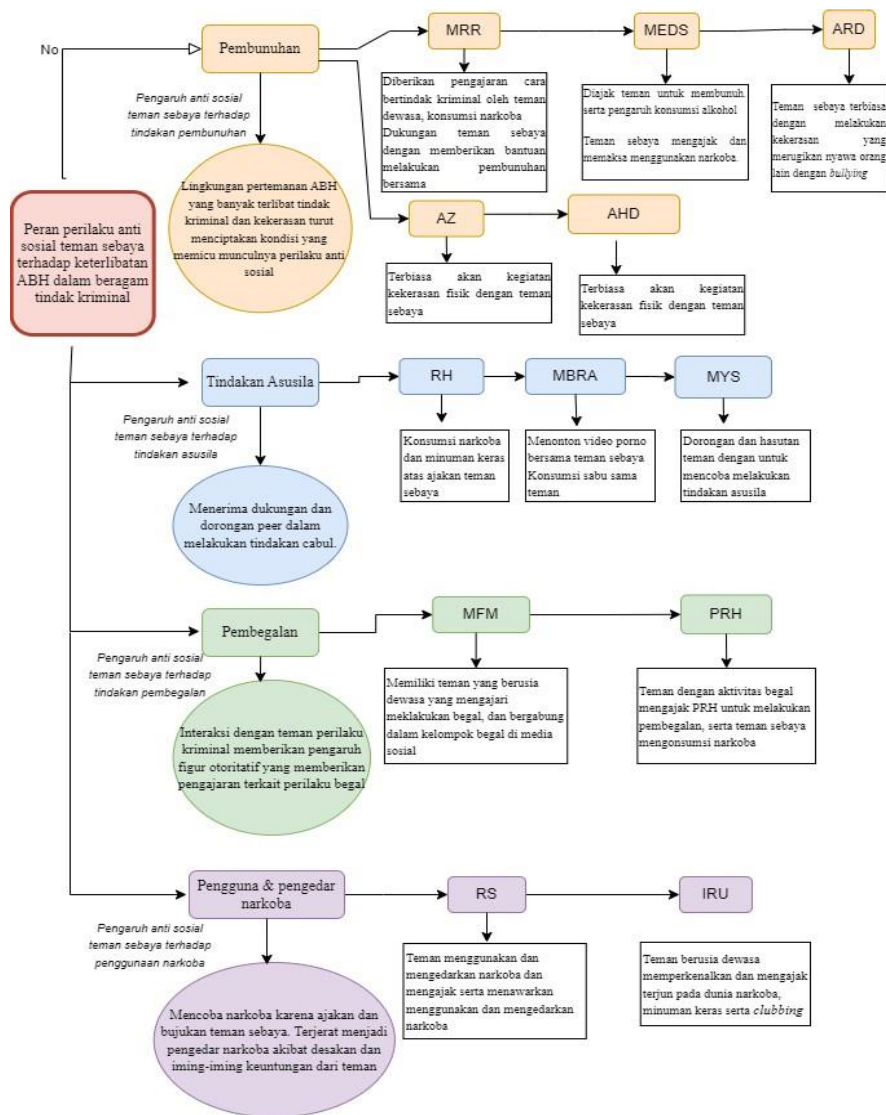 No
Pembunuhan
MRR
MEDS
ARD
Pengaruh anti sosial
teman sebaya terhadap
tindakan pembunuhan
Diberikan pengajaran cara
bertindak kriminal oleh teman
dewasa, konsumsi narkoba
Dukungan teman sebaya
dengan memberikan bantuan
melakukan pembunuhan
bersama
Diajak teman untuk membunuh
serta pengaruh konsumsi alkohol
Teman sebaya mengajak dan
memaksa menggunakan narkoba.
Teman sebaya terbiasa
dengan melakukan
kekerasan yang
merugikan nyawa orang
lain dengan bullying
Peran perilaku anti
sosial teman sebaya
terhadap keterlibatan
ABH dalam beragam
tindak kriminal
Lingkungan pertemanan ABH
yang banyak terlibat tindak
kriminal dan kekerasan turut
menciptakan kondisi yang
memicu munculnya perilaku anti
sosial
AZ
AHD
Terbiasa akan kegiatan
kekerasan fisik dengan teman
sebaya
Terbiasa akan kegiatan
kekerasan fisik dengan teman
sebaya
Tindakan Asusila
RH
MBRA
MYS
Pengaruh anti sosial
teman sebaya terhadap
tindakan asusila
Konsumsi narkoba
dan minuman keras
atas ajakan teman
sebaya
Menonton video porno
bersama teman sebaya
Konsumsi sabu sama
teman
Dorongan dan hasutan
teman dengan untuk
mencoba melakukan
tindakan asusila
Menerima dukungan dan
dorongan peer dalam
melakukan tindakan cabul.
Pembegalan
MFM
PRH
Pengaruh anti sosial
teman sebaya terhadap
tindakan pembegalan
Memiliki teman yang berusia
dewasa yang mengajari
meklakukan begal, dan bergabung
dalam kelompok begal di media
sosial
Teman dengan aktivitas begal
mengajak PRH untuk melakukan
pembegalan, serta teman sebaya
mengonsumsi narkoba
Interaksi dengan teman perilaku
kriminal memberikan pengaruh
figur otoritatif yang memberikan
pengajaran terkait perilaku begal
Pengguna & pengedar
narkoba
RS
IRU
Pengaruh anti sosial
teman sebaya terhadap
penggunaan narkoba
Teman menggunakan dan
mengedarkan narkoba dan
mengajak serta menawarkan
menggunakan dan mengedarkan
narkoba
Teman berusia dewasa
memperkenalkan dan mengajak
terjun pada dunia narkoba,
minuman keras serta clubbing
Mencoba narkoba karena ajakan dan
bujukan teman sebaya. Terjerat menjadi
pengedar narkoba akibat desakan dan
iming-iming keuntungan dari teman